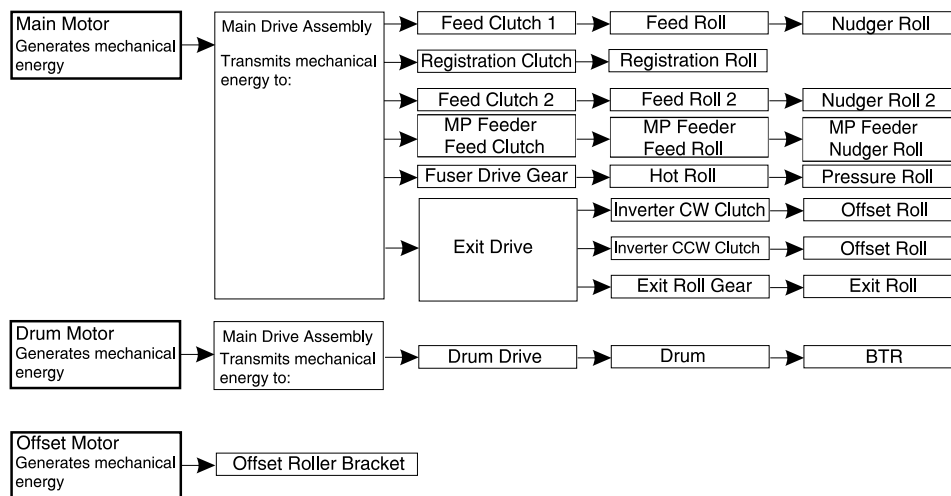 Main Motor
Generates mechanical
energy
Main Drive Assembly
Transmits mechanical
energy to:
Feed Clutch 1
Feed Roll
Nudger Roll
Registration Clutch
Registration Roll
Feed Clutch 2
Feed Roll 2
Nudger Roll 2
MP Feeder
Feed Clutch
MP Feeder
Feed Roll
MP Feeder
Nudger Roll
Fuser Drive Gear
Hot Roll
Pressure Roll
Exit Drive
Inverter CW Clutch
Offset Roll
Inverter CCW Clutch
Offset Roll
Exit Roll Gear
Exit Roll
Drum Motor
Generates mechanical
energy
Main Drive Assembly
Transmits mechanical
energy to:
Drum Drive
Drum
BTR
Offset Motor
Generates mechanical
energy
Offset Roller Bracket